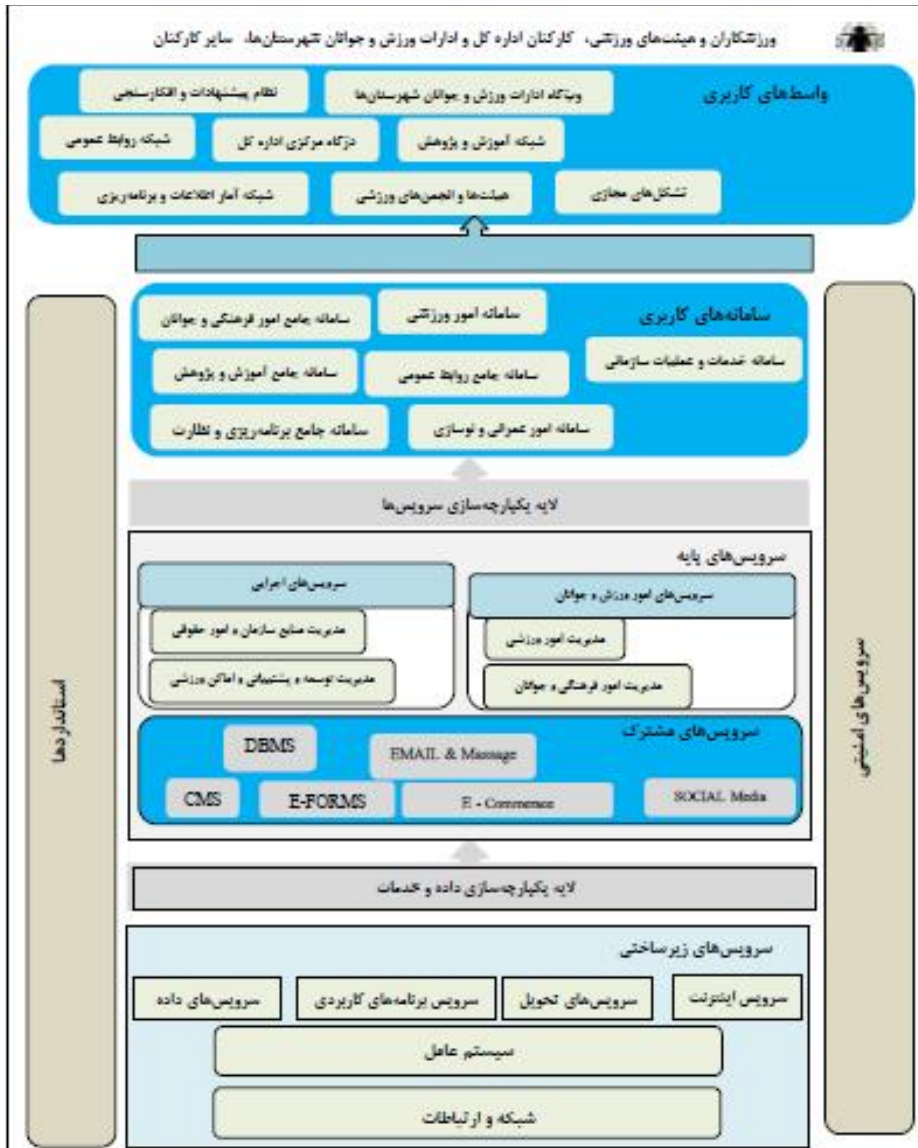 ورزشکاران و هیئت‌های ورزشی، کارکنان اداره کل و ادارات ورزش و جوانان شهرستان‌ها، سایر کارکنان
واسط‌های کاربری
وبگاه ادارات ورزش و جوانان شهرستان‌ها
نظام پیشنهادات و افکارسنجی
شبکه آموزش و پژوهش
درگاه مرکزی اداره کل
شبکه روابط عمومی
تشکل‌های مجازی
هیئت‌ها و انجمن‌های ورزشی
شبکه آمار اطلاعات و برنامه‌ریزی
سامانه‌های کاربری
سامانه امور ورزشی
سامانه جامع امور فرهنگی و جوانان
سامانه خدمات و عملیات سازمانی
سامانه جامع روابط عمومی
سامانه جامع آموزش و پژوهش
سامانه امور عمرانی و نوسازی
سامانه جامع برنامه‌ریزی و نظارت
لایه یکپارچه‌سازی سرویس‌ها
سرویس‌های پایه
سرویس‌های امور ورزش و جوانان
مدیریت امور ورزشی
مدیریت امور فرهنگی و جوانان
سرویس‌های اجرایی
مدیریت منابع سازمان و امور حقوقی
مدیریت توسعه و پشتیبانی و اماکن ورزشی
سرویس‌های مشترک
DBMS
EMAIL & Massage
CMS
E-FORMS
E - Commence
SOCIAL Media
لایه یکپارچه‌سازی داده و خدمات
سرویس‌های زیرساختی
سرویس اینترنت
سرویس‌های تحویل
سرویس برنامه‌های کاربردی
سرویس‌های داده
سیستم عامل
شبکه و ارتباطات
سرویس‌های امنیتی
استانداردها